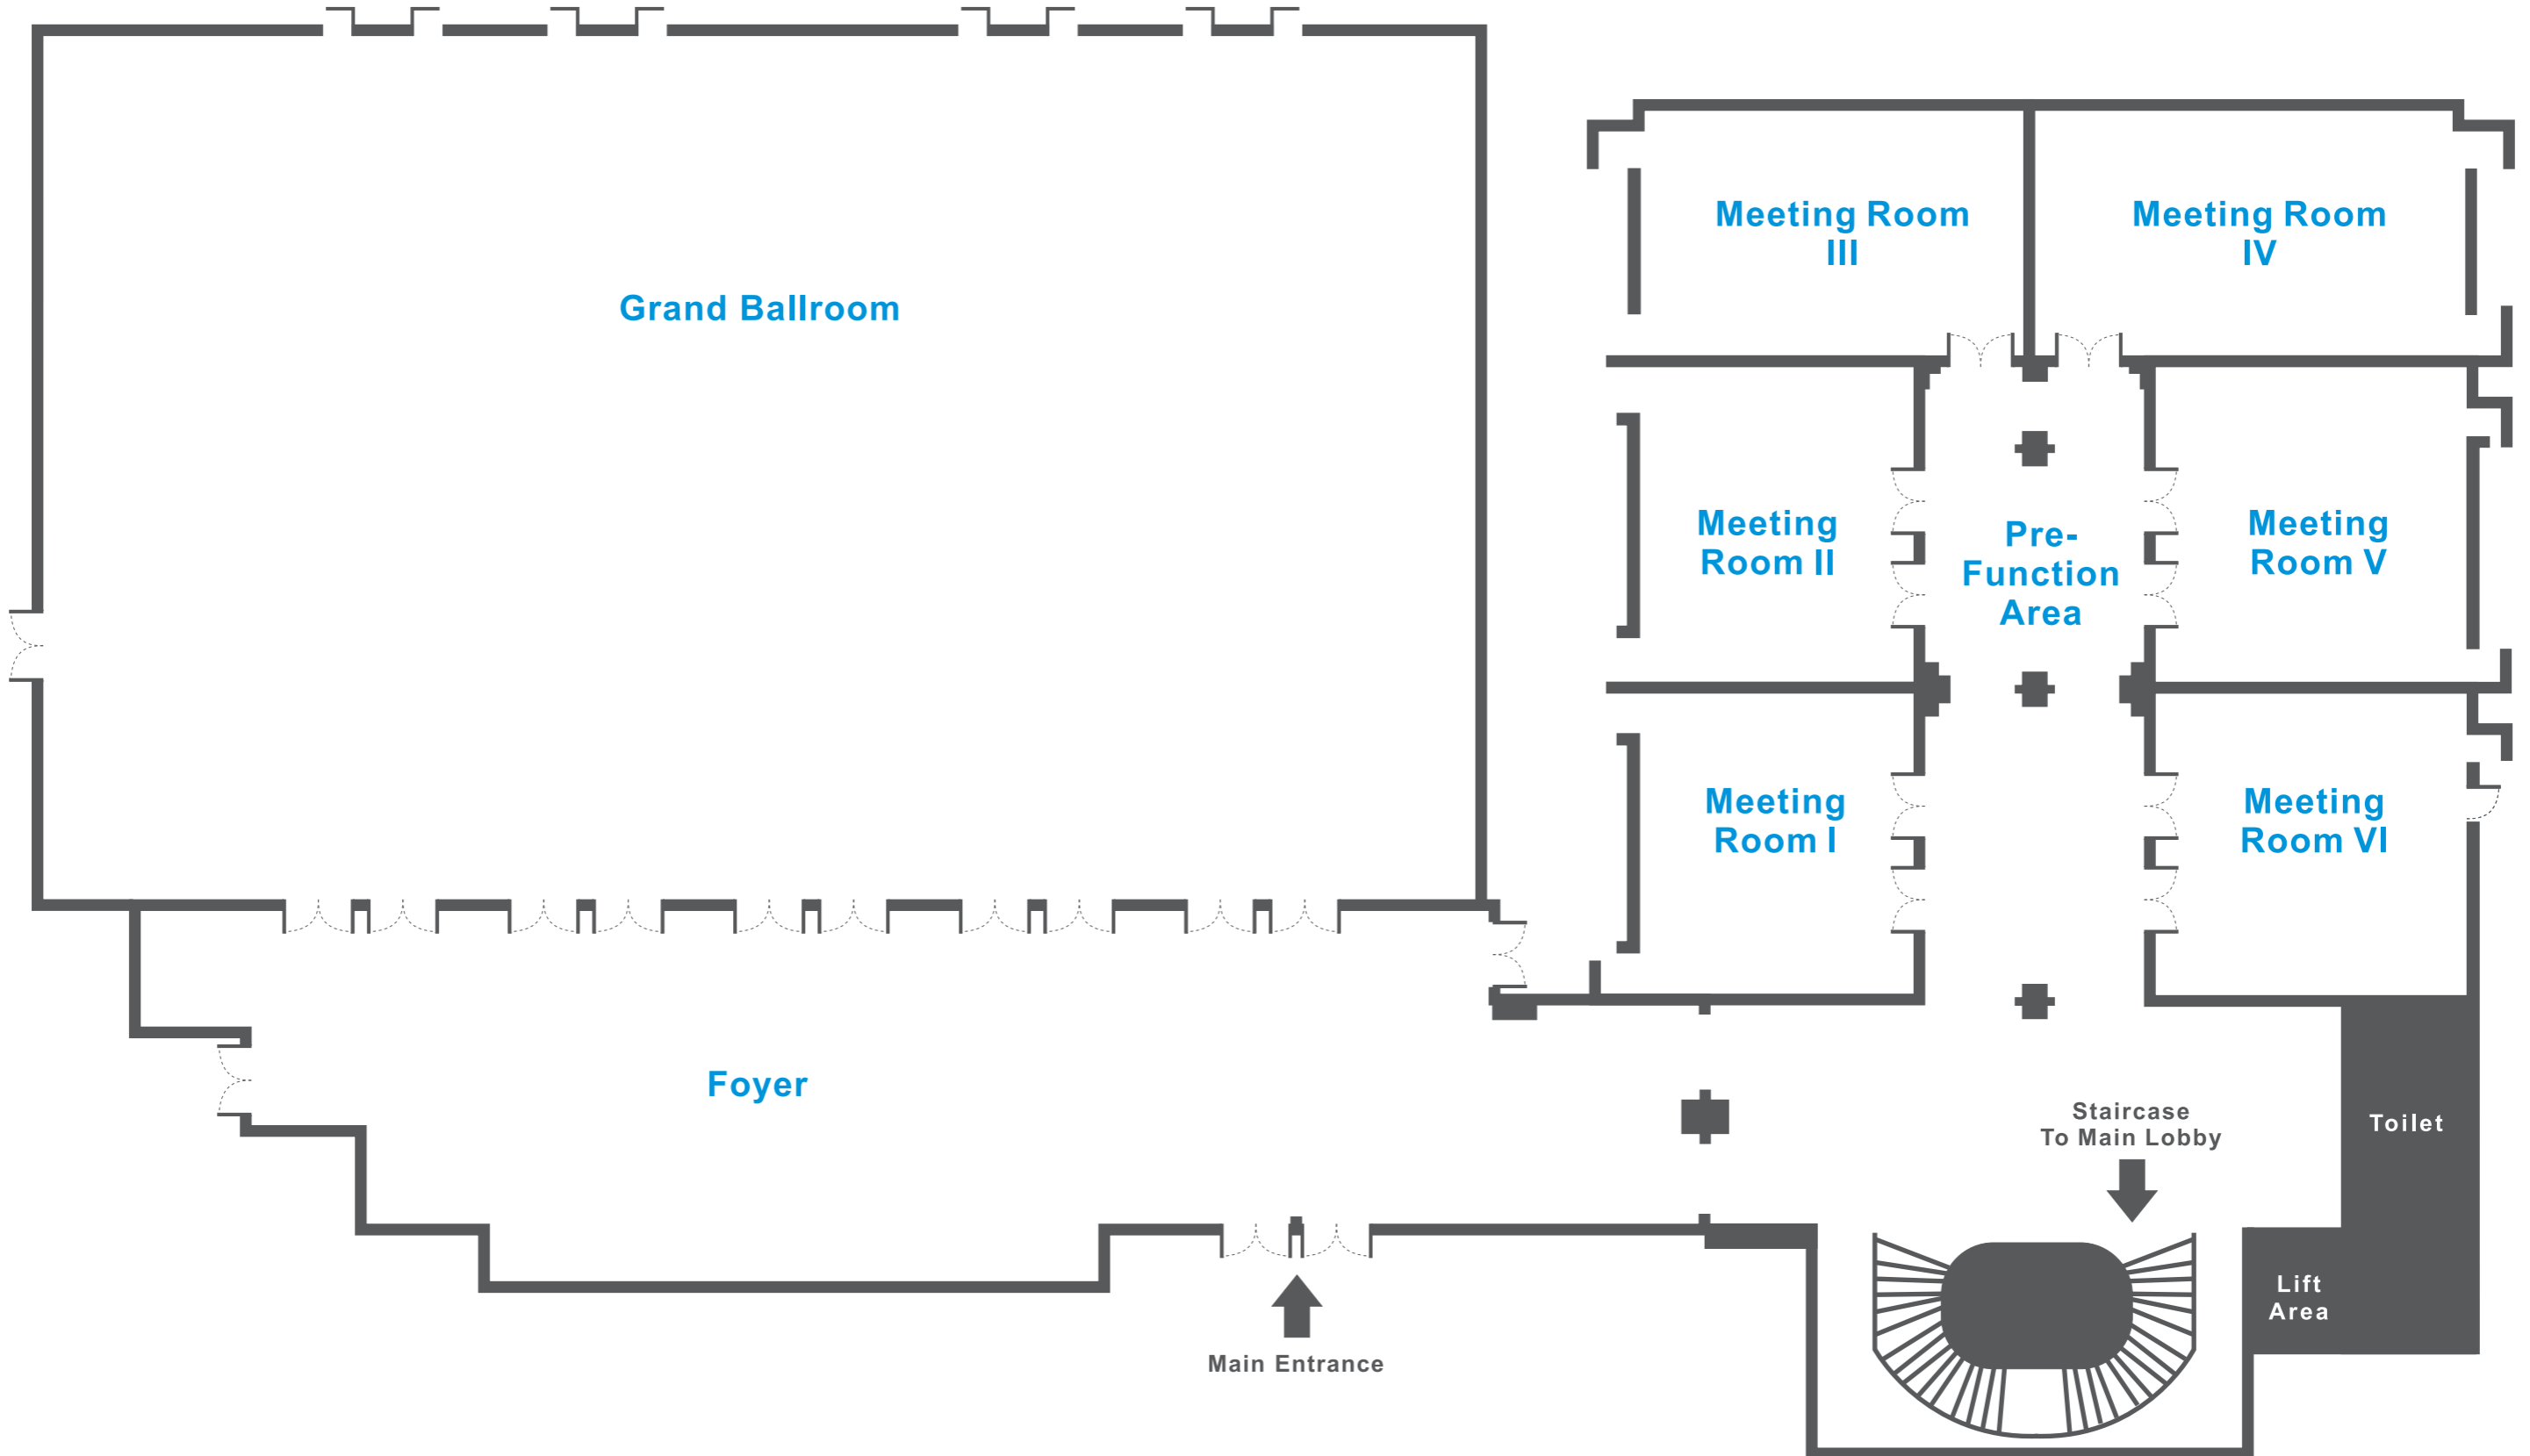 Meeting Room
III
Meeting Room
IV
Grand Ballroom
Meeting
Room II
Pre-
Function
Area
Meeting
Room V
Meeting
Room I
Meeting
Room VI
Foyer
Staircase
To Main Lobby
Toilet
Lift
Area
Main Entrance